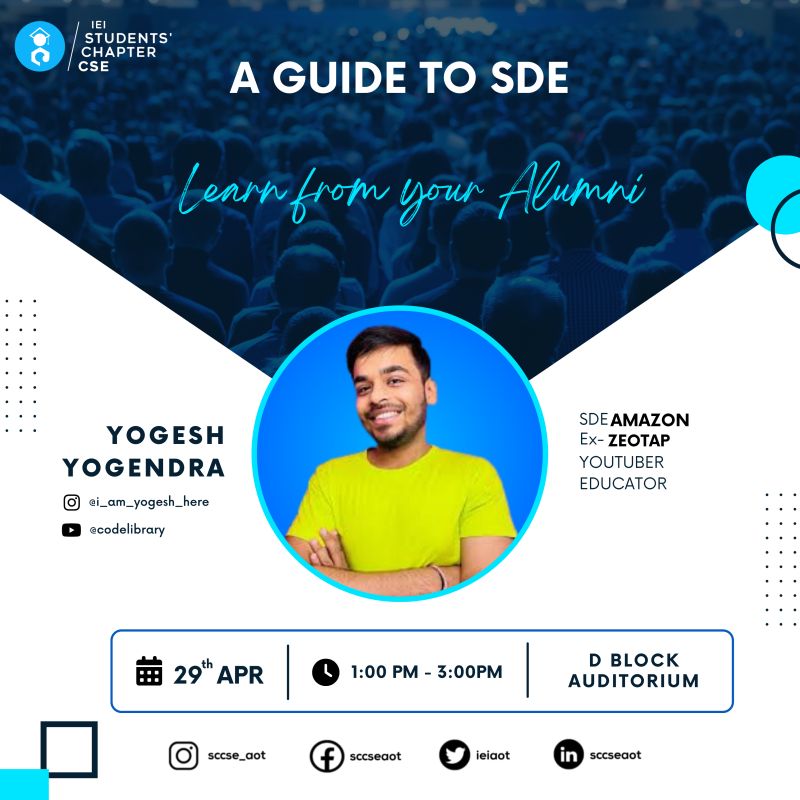 IEI
STUDENTS'
CHAPTER
CSE
A GUIDE TO SDE
Learn from your Alumni
YOGESH
YOGENDRA
@i_am_yogesh_here
@codelibrary
SDE AMAZON
Ex- ZEOTAP
YOUTUBER
EDUCATOR
29th APR
1:00 PM - 3:00PM
D BLOCK
AUDITORIUM
sccse_aot
sccseaot
ieiaot
sccseaot